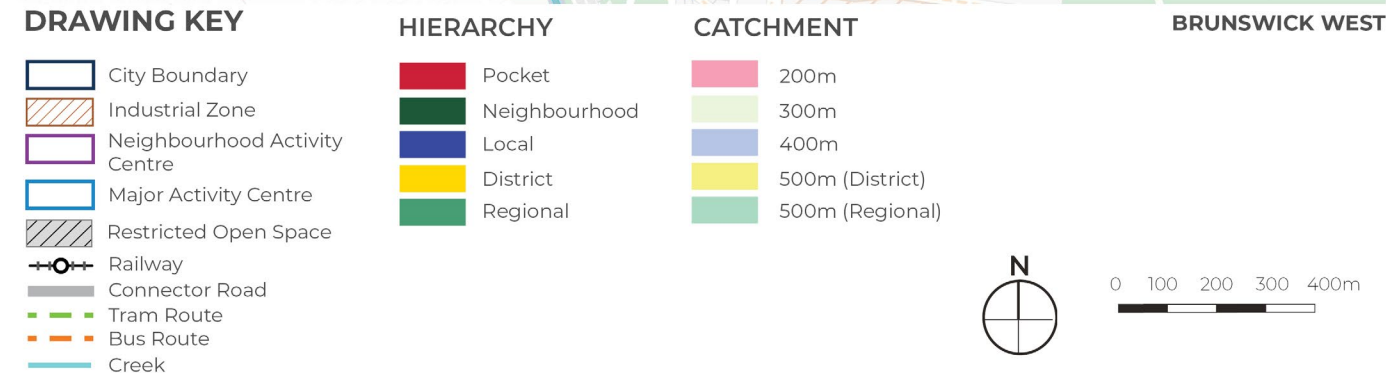 DRAWING KEY
City Boundary
Industrial Zone
Neighbourhood Activity
Centre
Major Activity Centre
Restricted Open Space
Railway
Connector Road
Tram Route
Bus Route
Creek
HIERARCHY
Pocket
Neighbourhood
Local
District
Regional
CATCHMENT
200m
300m
400m
500m (District)
500m (Regional)
BRUNSWICK WEST
N
0 100 200 300 400m